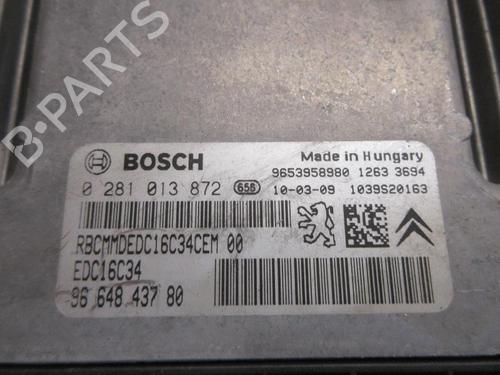 B-PARTS
BOSCH
Made in Hungary
9653958980 1263 3694
0 281 013 872 658 10-03-09 1039S20163
RBCMMDEDC16C34CEM 00
EDC16C34
96 648 437 80